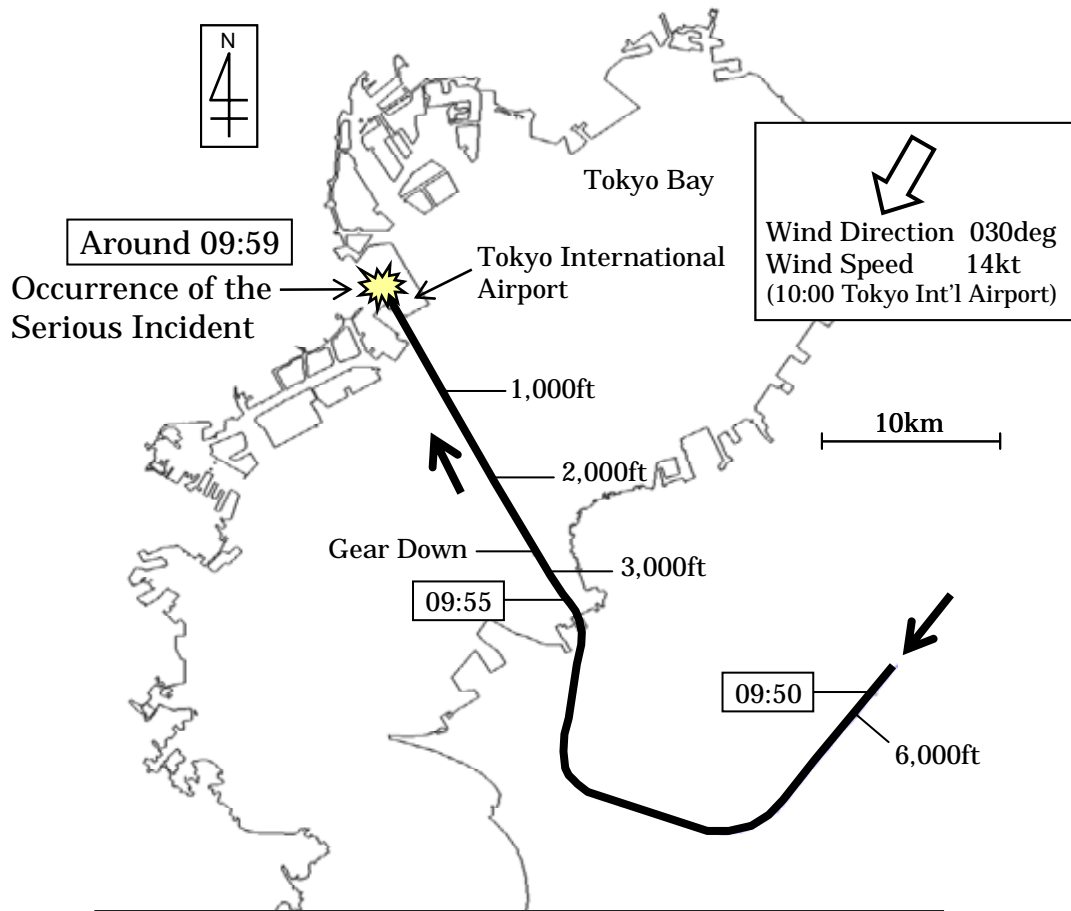 N
Tokyo Bay
Wind Direction 030deg
Wind Speed 14kt
(10:00 Tokyo Int'l Airport)
Around 09:59
Occurrence of the
Serious Incident
Tokyo International
Airport
1,000ft
10km
2,000ft
Gear Down
3,000ft
09:55
09:50
6,000ft